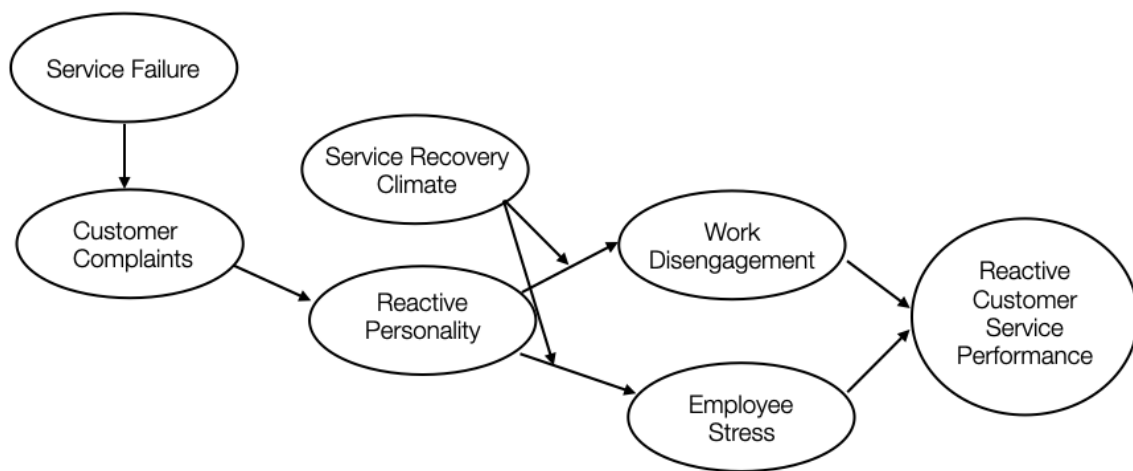 Service Failure
Service Recovery
Climate
Customer
Complaints
Work
Disengagement
Reactive
Personality
Reactive
Customer
Service
Performance
Employee
Stress